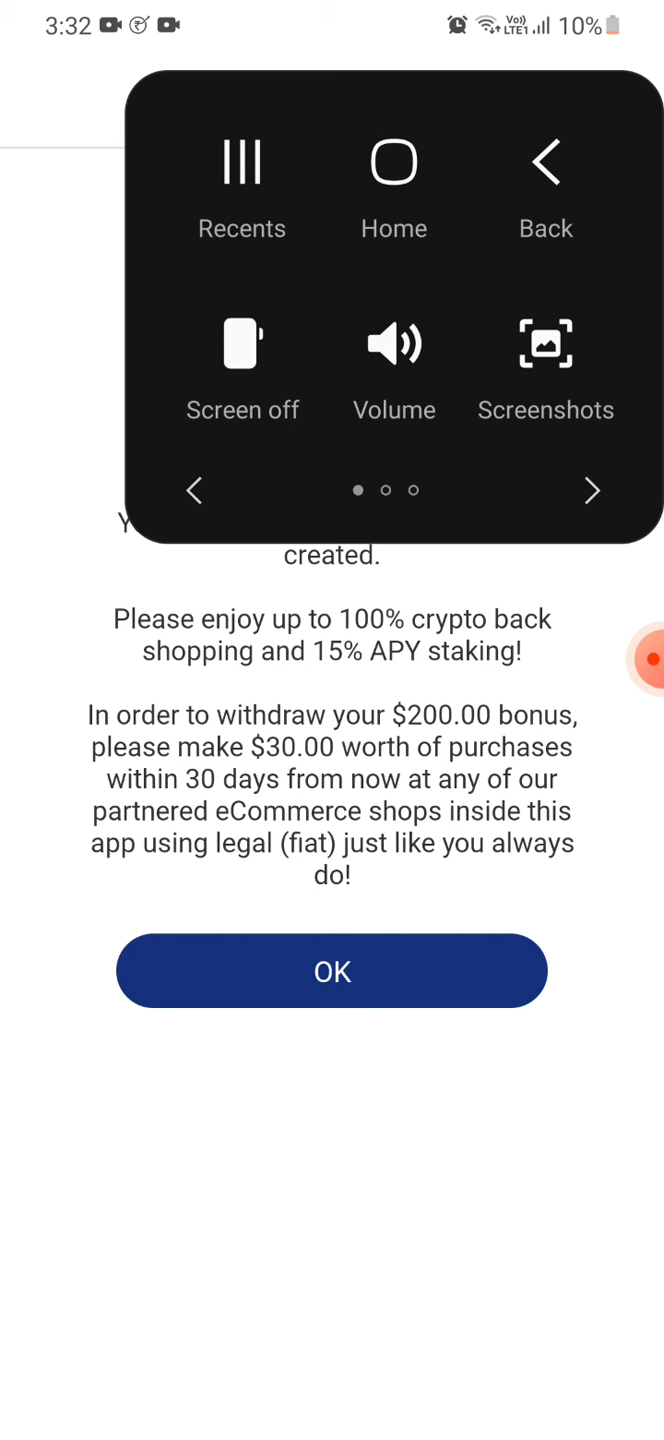 3:32 Vo)) LTE1 10%
Recents Home Back
Screen off Volume Screenshots
created.
Please enjoy up to 100% crypto back
shopping and 15% APY staking!
In order to withdraw your $200.00 bonus,
please make $30.00 worth of purchases
within 30 days from now at any of our
partnered eCommerce shops inside this
app using legal (fiat) just like you always
do!
OK